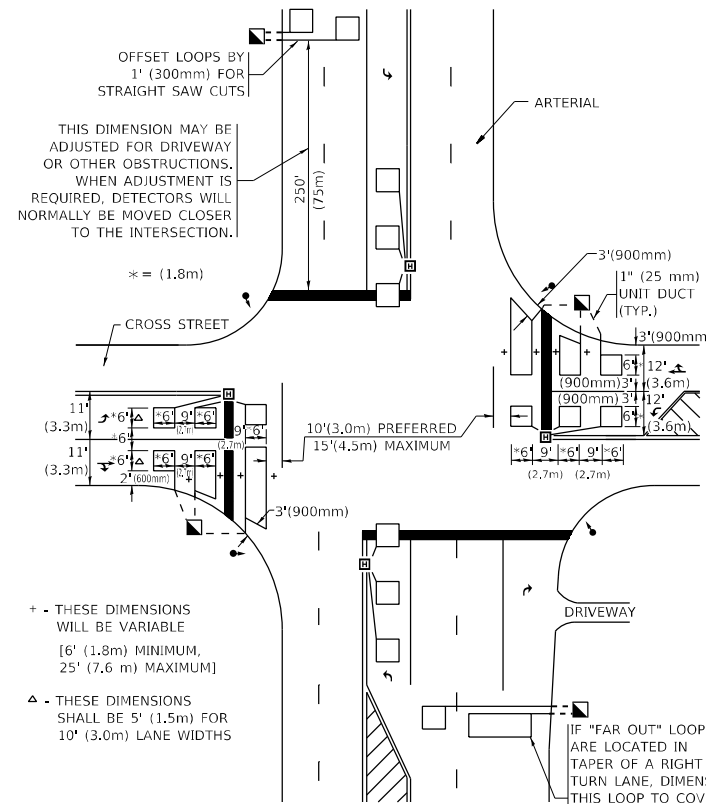 OFFSET LOOPS BY
1' (300mm) FOR
STRAIGHT SAW CUTS
ARTERIAL
THIS DIMENSION MAY BE
ADJUSTED FOR DRIVEWAY
OR OTHER OBSTRUCTIONS.
WHEN ADJUSTMENT IS
REQUIRED, DETECTORS WILL
NORMALLY BE MOVED CLOSER
TO THE INTERSECTION.
250'
(75m)
* = (1.8m)
H
3'(900mm)
1" (25 mm)
UNIT DUCT
(TYP.)
CROSS STREET
3'(900mm)
6'* 12'
(3.6m)
(900mm) 3'
(900mm) 3' 12'
6'*
(3.6m)
H
*6' 9' *6' 9' *6'
(2.7m) (2.7m)
11'
(3.3m)
*6'
*6' 9' *6'
(2.7m)
H
9' *6'
(2.7m)
*6'
11'
(3.3m)
*6'
*6' 9' *6'
(2.7m)
2' (600mm)
10'(3.0m) PREFERRED
15'(4.5m) MAXIMUM
3'(900mm)
H
DRIVEWAY
+ - THESE DIMENSIONS
WILL BE VARIABLE
[6' (1.8m) MINIMUM,
25' (7.6 m) MAXIMUM]
△ - THESE DIMENSIONS
SHALL BE 5' (1.5m) FOR
10' (3.0m) LANE WIDTHS
IF "FAR OUT" LOOP
ARE LOCATED IN
TAPER OF A RIGHT
TURN LANE, DIMENS
THIS LOOP TO COV